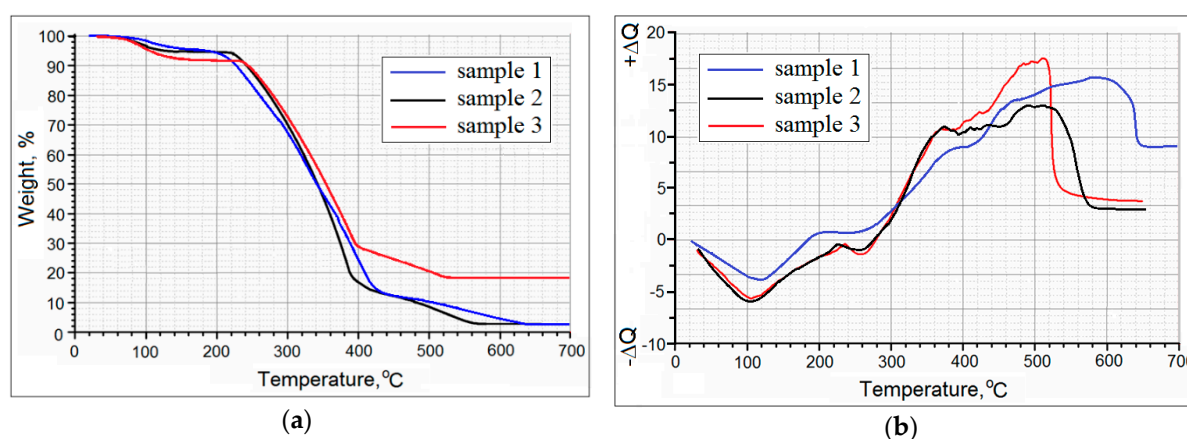 100
90
80
70
60
50
40
30
20
10
0
Weight, %
sample 1
sample 2
sample 3
0 100 200 300 400 500 600 700
Temperature, °C
(a)
20
15
10
5
0
-5
-10
+ΔQ
-ΔQ
sample 1
sample 2
sample 3
0 100 200 300 400 500 600 700
Temperature, °C
(b)